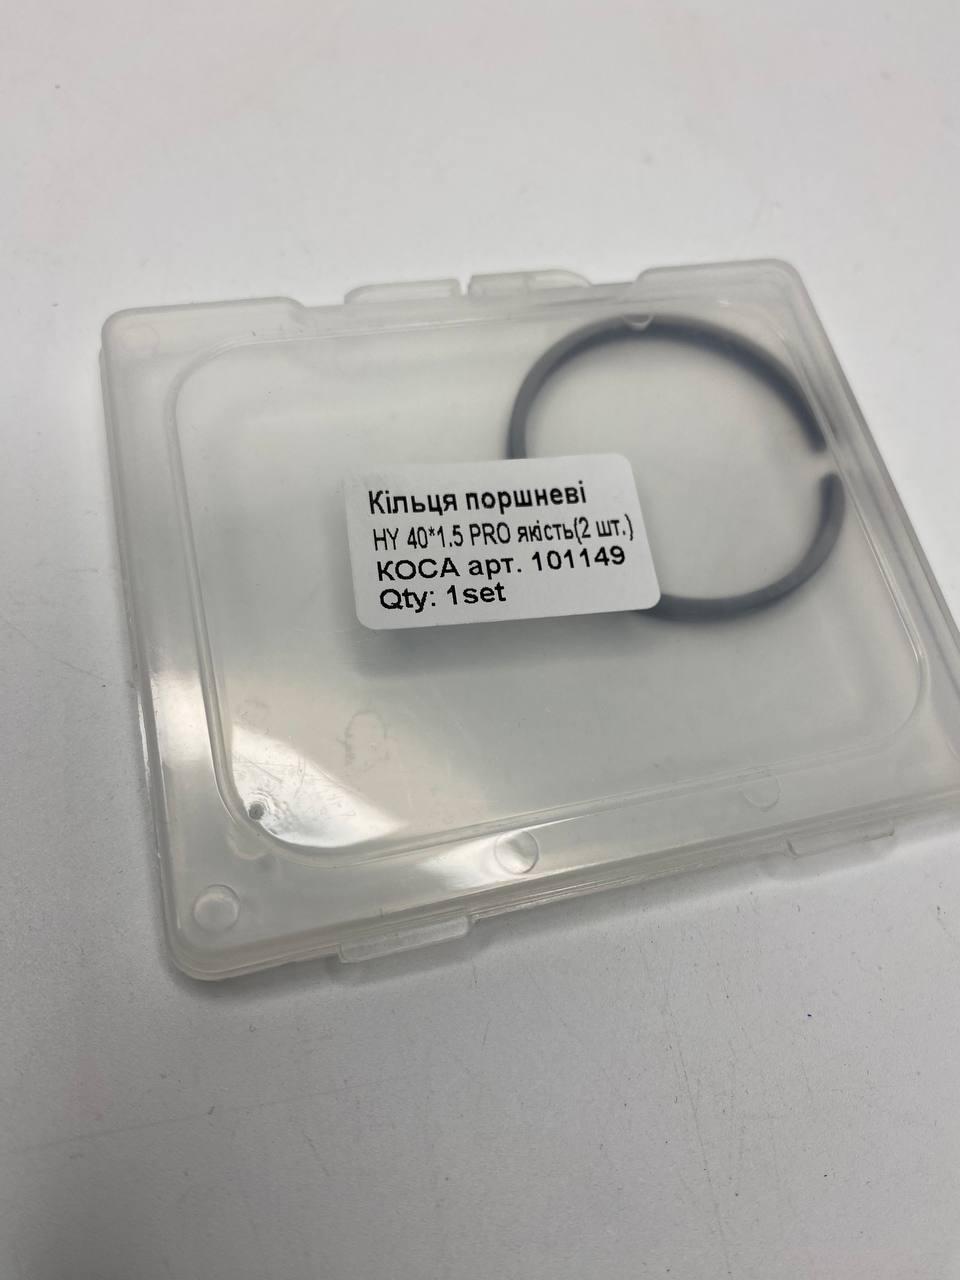 Кільця поршневі
HY 40*1.5 PRO якість(2 шт.)
КОСА арт. 101149
Qty: 1set